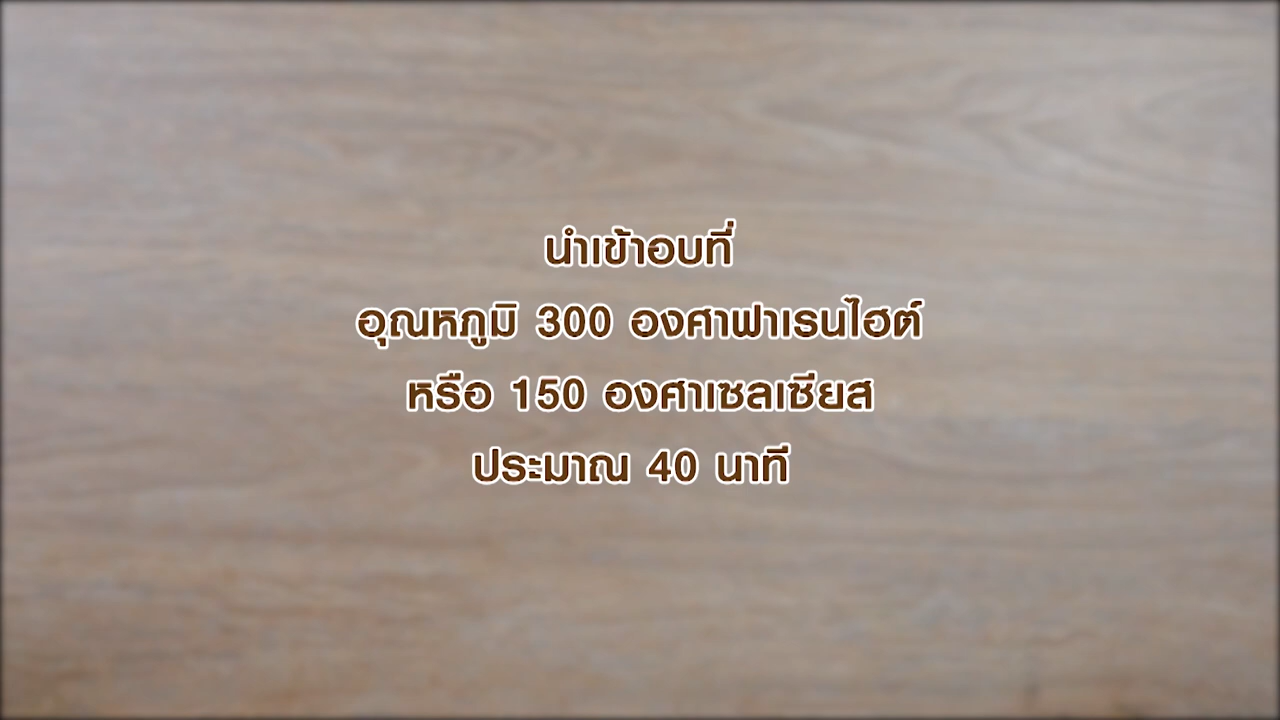 นำเข้าอบที่
อุณหภูมิ 300 องศาฟาเรนไฮต์
หรือ 150 องศาเซลเซียส
ประมาณ 40 นาที